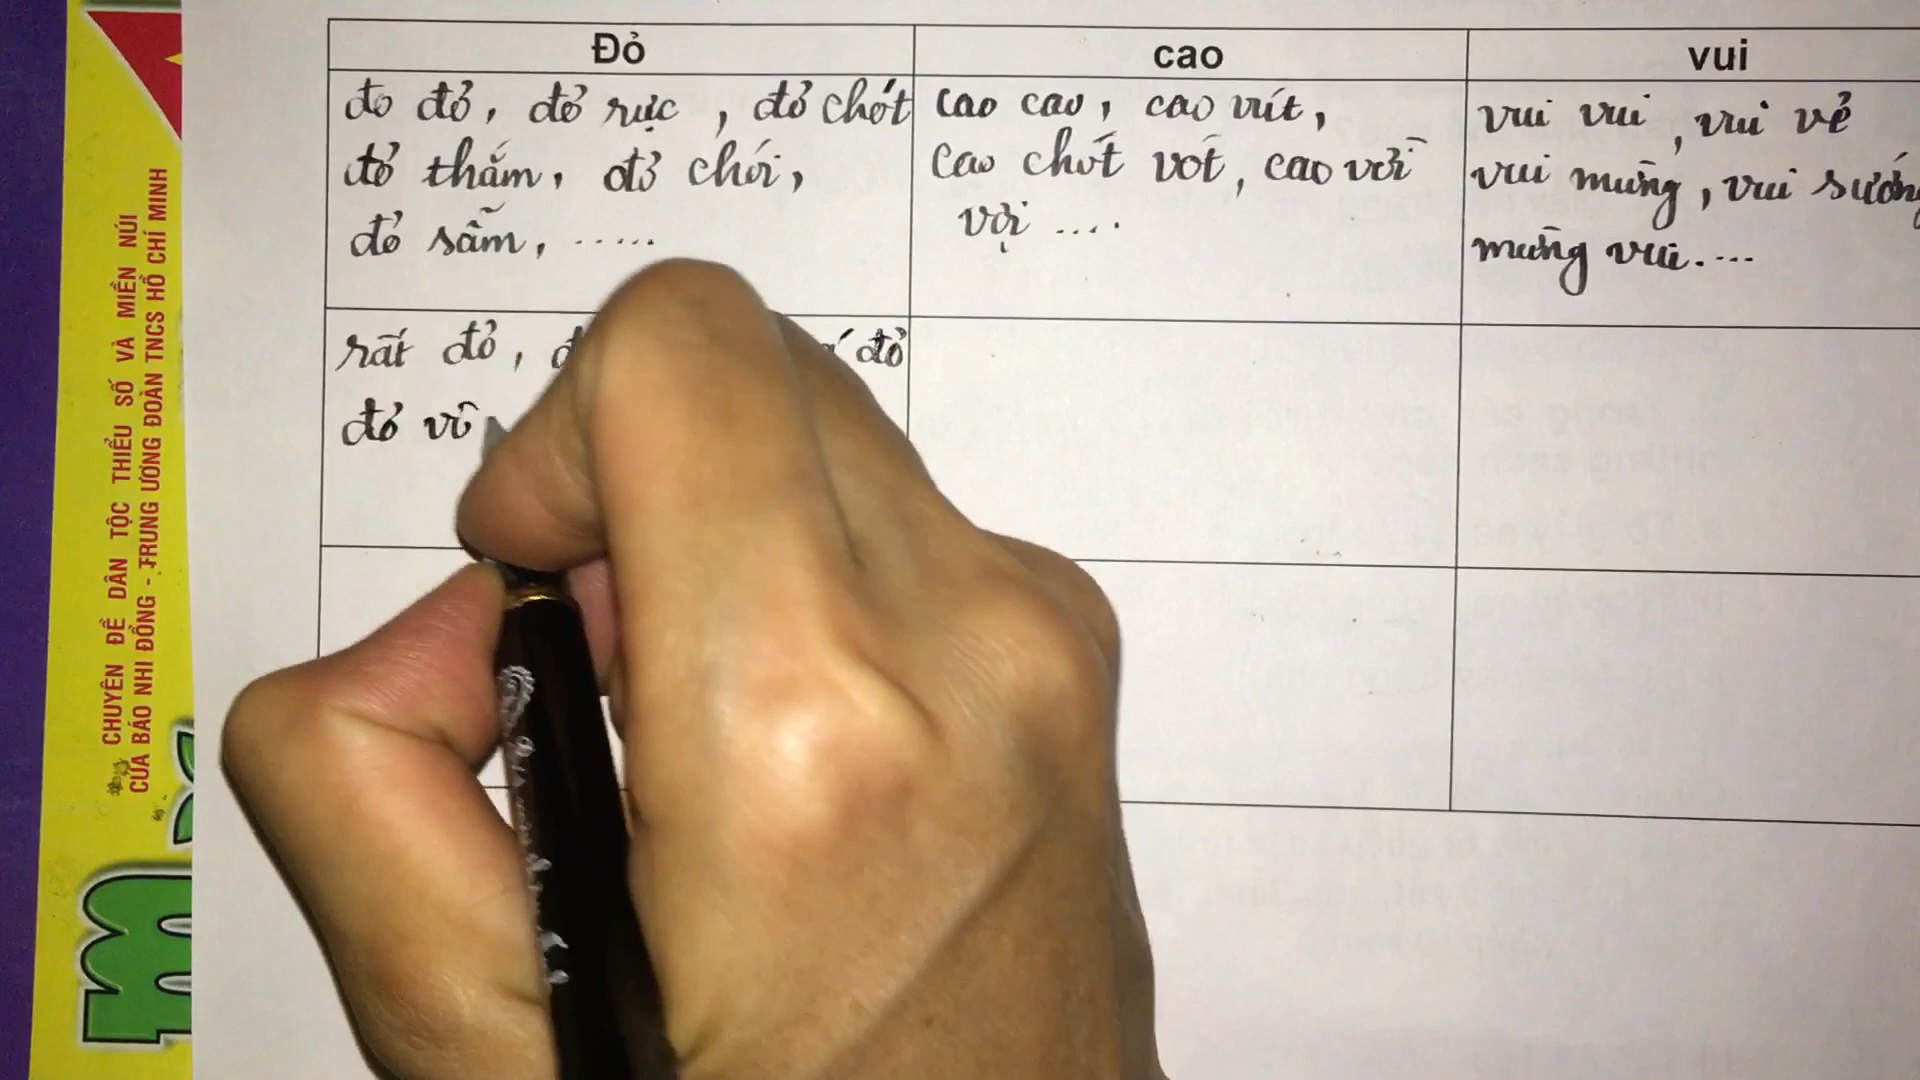 Đỏ
cao
vui
đo đỏ, đỏ rực, đỏ chót
đỏ thắm, đỏ chói,
đỏ sẫm, .....
cao cao, cao vút,
cao chót vót, cao vời
vợi ....
vui vui, vui vẻ
vui mừng, vui sướng
mừng vui....
rất đỏ, đỏ
đỏ vô
CHUYÊN ĐỀ DÂN TỘC THIỂU SỐ VÀ MIỀN NÚI
CỦA BÁO NHI ĐỒNG - TRUNG ƯƠNG ĐOÀN TNCS HỒ CHÍ MINH